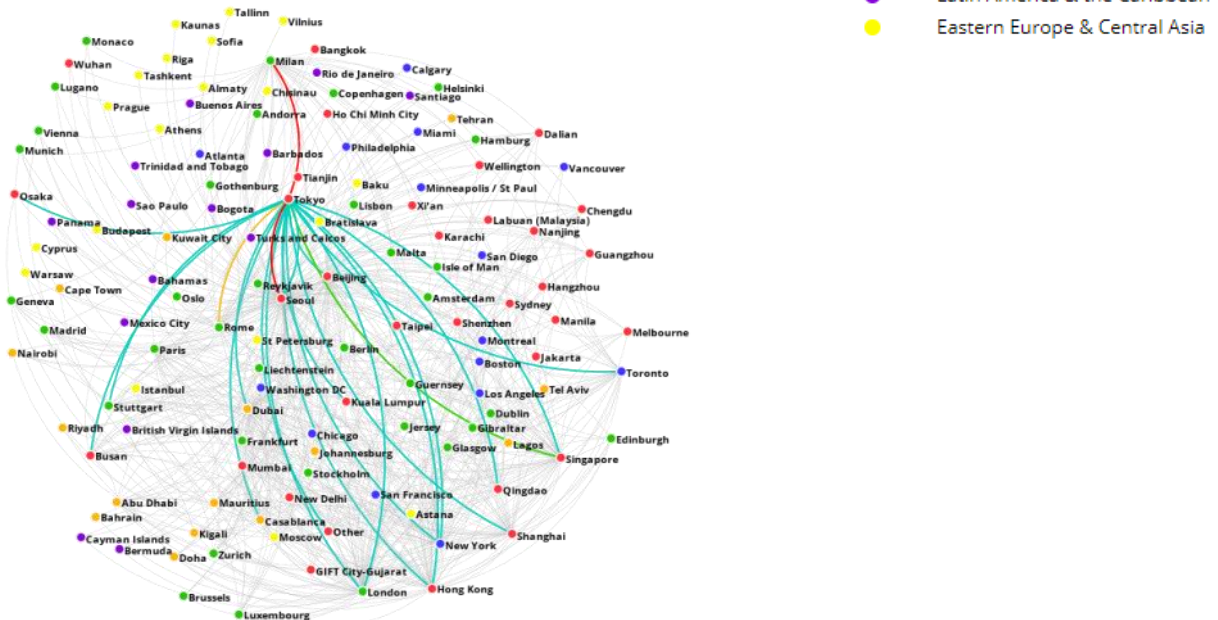 Latin America & the Caribbean
Eastern Europe & Central Asia
Tallinn
Kaunas
Vilnius
Monaco
Sofia
Bangkok
Riga
Milan
Wuhan
Rio de Janeiro
Calgary
Tashkent
Lugano
Almaty
Chisinau
Copenhagen
Helsinki
Santiago
Prague
Buenos Aires
Andorra
Ho Chi Minh City
Tehran
Vienna
Athens
Miami
Dalian
Hamburg
Munich
Atlanta
Barbados
Philadelphia
Trinidad and Tobago
Wellington
Vancouver
Tianjin
Gothenburg
Baku
Minneapolis / St Paul
Osaka
Tokyo
Sao Paulo
Bogota
Lisbon
Xi'an
Chengdu
Panama
Budapest
Bratislava
Labuan (Malaysia)
Nanjing
Kuwait City
Turks and Caicos
Karachi
Cyprus
Malta
San Diego
Guangzhou
Isle of Man
Warsaw
Bahamas
Reykjavik
Beijing
Cape Town
Hangzhou
Geneva
Oslo
Seoul
Amsterdam
Sydney
Mexico City
Rome
Taipei
Shenzhen
Manila
Madrid
Melbourne
St Petersburg
Montreal
Nairobi
Paris
Berlin
Jakarta
Boston
Liechtenstein
Toronto
Istanbul
Washington DC
Guernsey
Los Angeles
Tel Aviv
Stuttgart
Dubai
Kuala Lumpur
Dublin
Riyadh
British Virgin Islands
Jersey
Gibraltar
Frankfurt
Chicago
Glasgow
Lagos
Edinburgh
Busan
Johannesburg
Singapore
Mumbai
Stockholm
Qingdao
Abu Dhabi
Mauritius
New Delhi
San Francisco
Bahrain
Casablanca
Astana
Cayman Islands
Kigali
Moscow
Other
Shanghai
Bermuda
Doha
Zurich
New York
GIFT City-Gujarat
Brussels
London
Hong Kong
Luxembourg